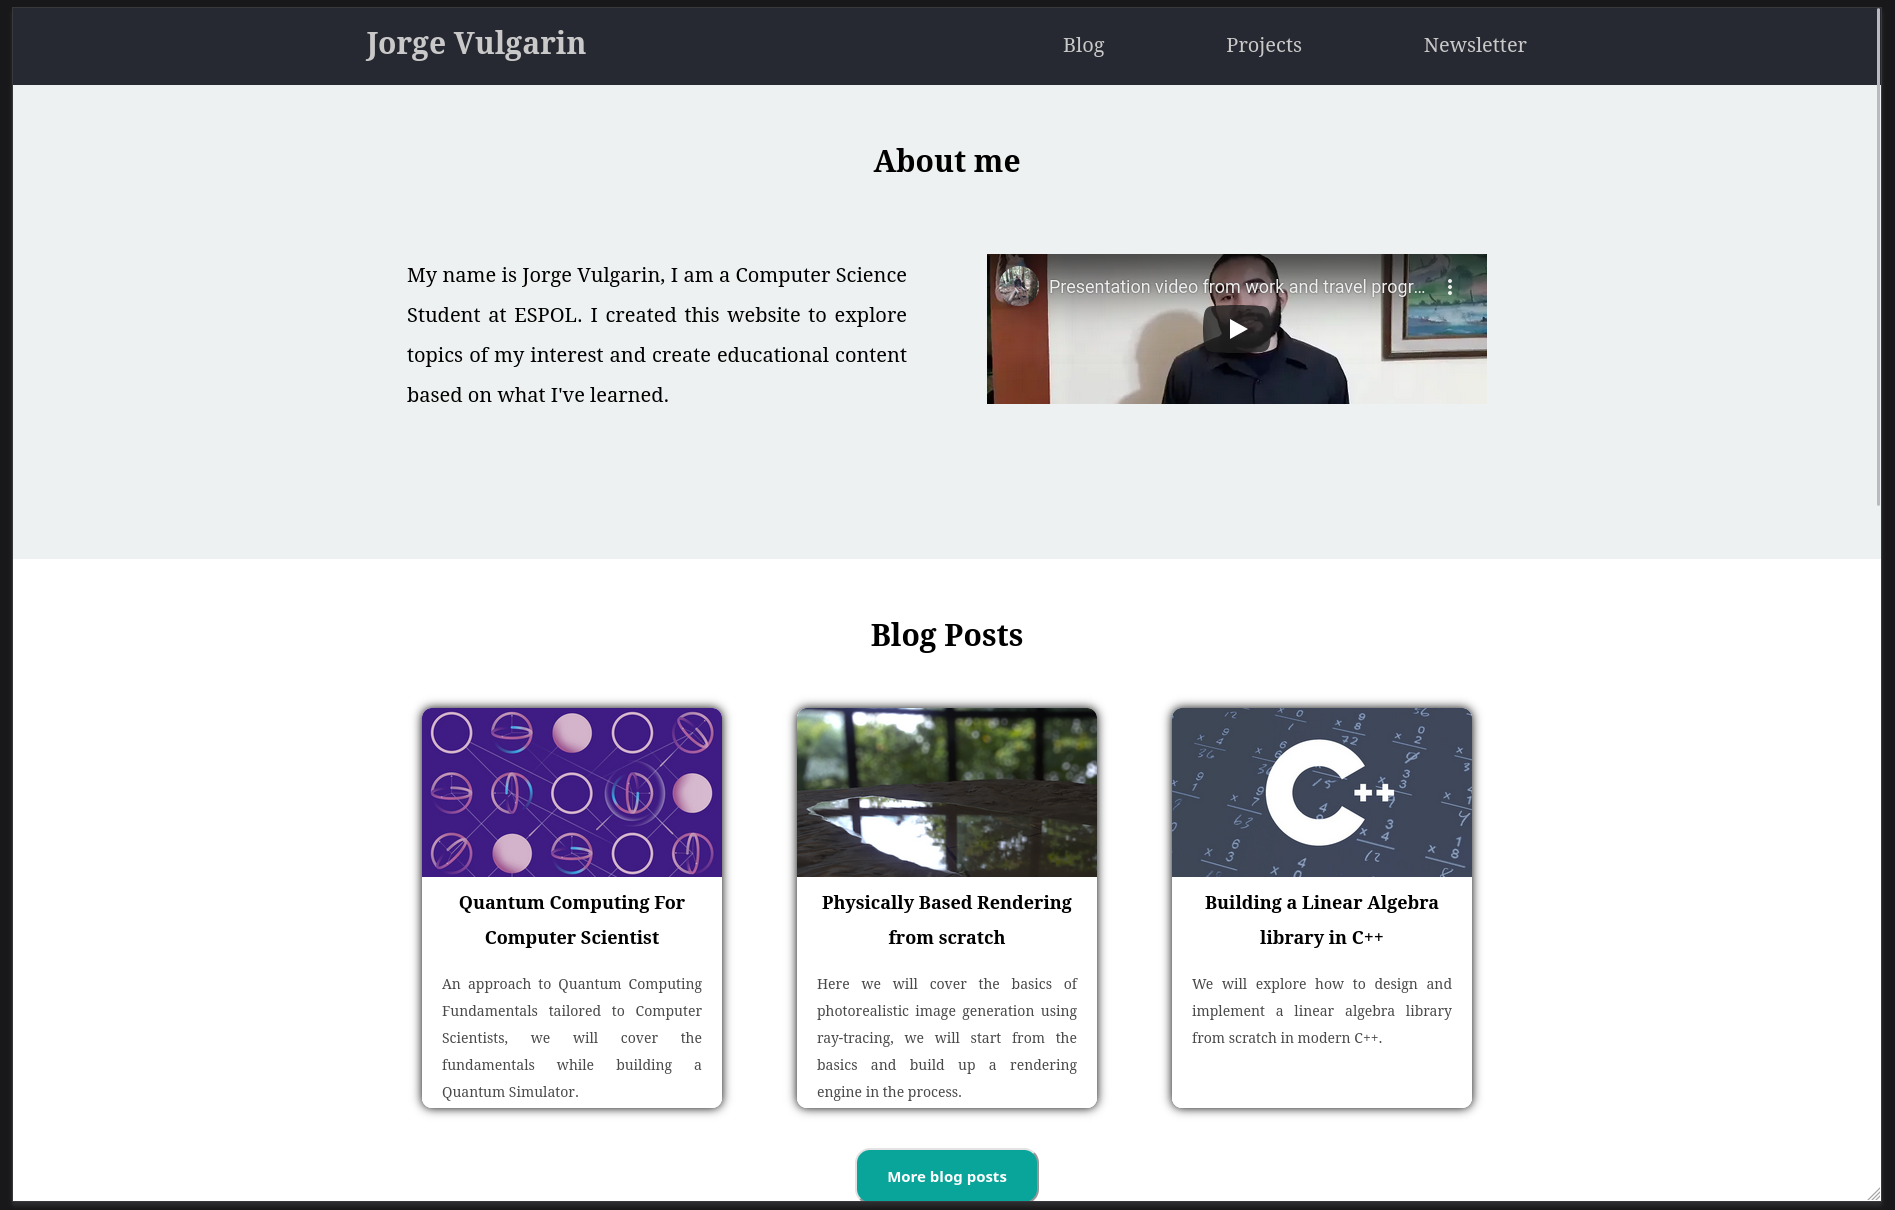 Jorge Vulgarin
Blog
Projects
Newsletter
About me
My name is Jorge Vulgarin, I am a Computer Science
Student at ESPOL. I created this website to explore
topics of my interest and create educational content
based on what I've learned.
Presentation video from work and travel progr...
Blog Posts
C++
Quantum Computing For
Computer Scientist
An approach to Quantum Computing
Fundamentals tailored to Computer
Scientists, we will cover the
fundamentals while building a
Quantum Simulator.
Physically Based Rendering
from scratch
Here we will cover the basics of
photorealistic image generation using
ray-tracing, we will start from the
basics and build up a rendering
engine in the process.
Building a Linear Algebra
library in C++
We will explore how to design and
implement a linear algebra library
from scratch in modern C++.
More blog posts